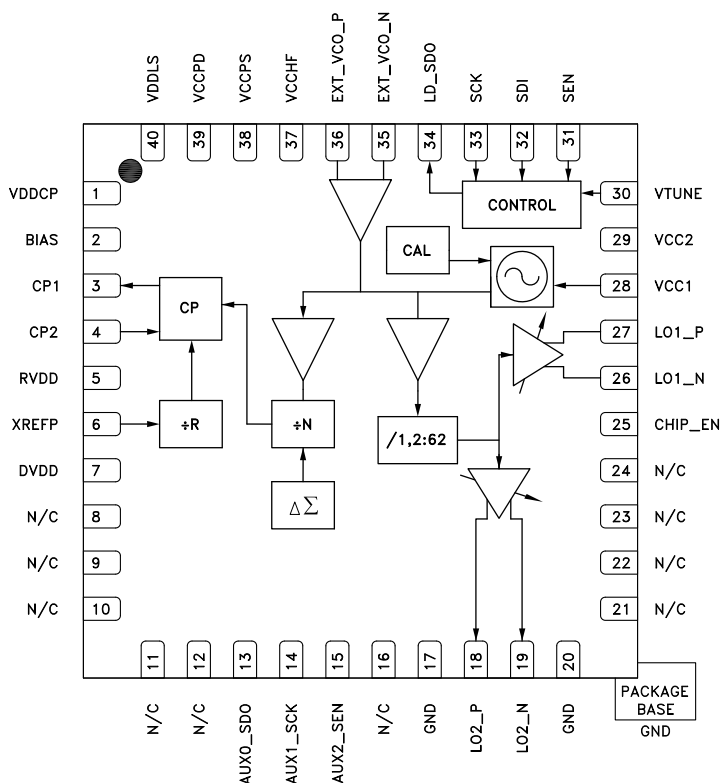 VDDLS
VCCPD
VCCPS
VCCHF
EXT_VCO_P
EXT_VCO_N
LD_SDO
SCK
SDI
SEN
40
39
38
37
36
35
34
33
32
31
VDDCP 1
BIAS 2
CP1 3
CP2 4
RVDD 5
XREFP 6
DVDD 7
N/C 8
N/C 9
N/C 10
CONTROL
CAL
CP
÷R
÷N
/1,2:62
ΔΣ
30 VTUNE
29 VCC2
28 VCC1
27 LO1_P
26 LO1_N
25 CHIP_EN
24 N/C
23 N/C
22 N/C
21 N/C
11
12
13
14
15
16
17
18
19
20
N/C
N/C
AUX0_SDO
AUX1_SCK
AUX2_SEN
N/C
GND
LO2_P
LO2_N
GND
PACKAGE
BASE
GND